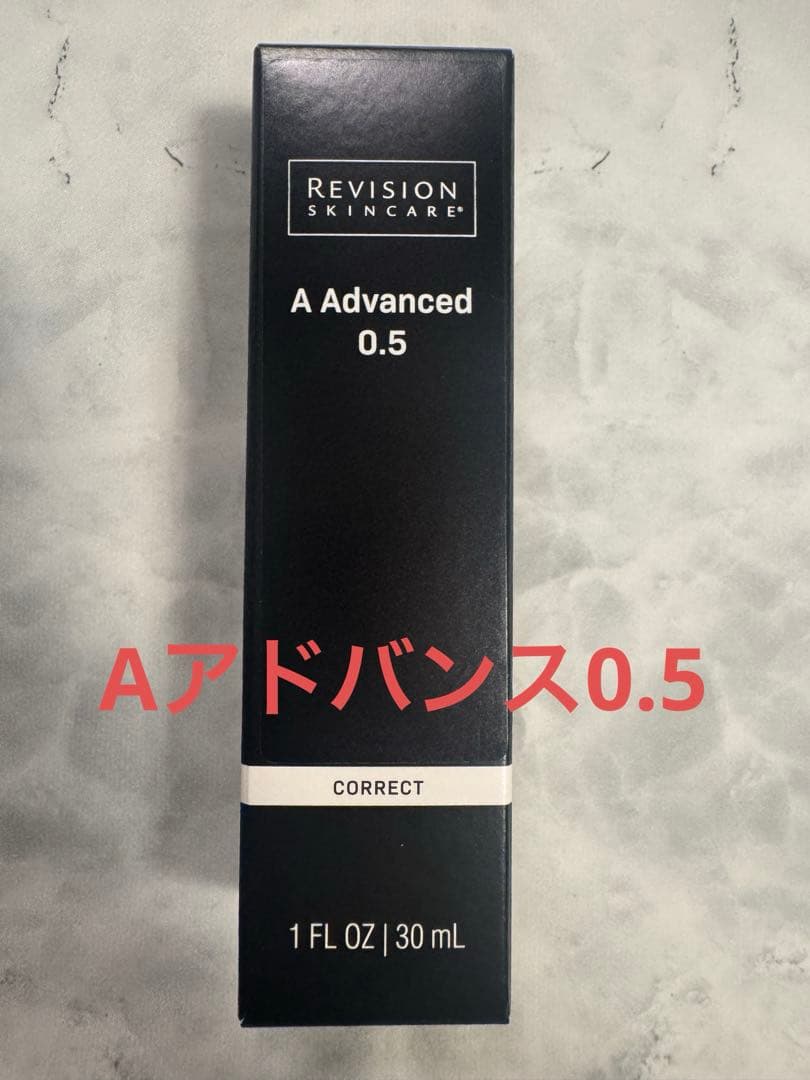 REVISION
SKINCARE®
A Advanced
0.5
Aアドバンス0.5
CORRECT
1 FL OZ | 30 mL